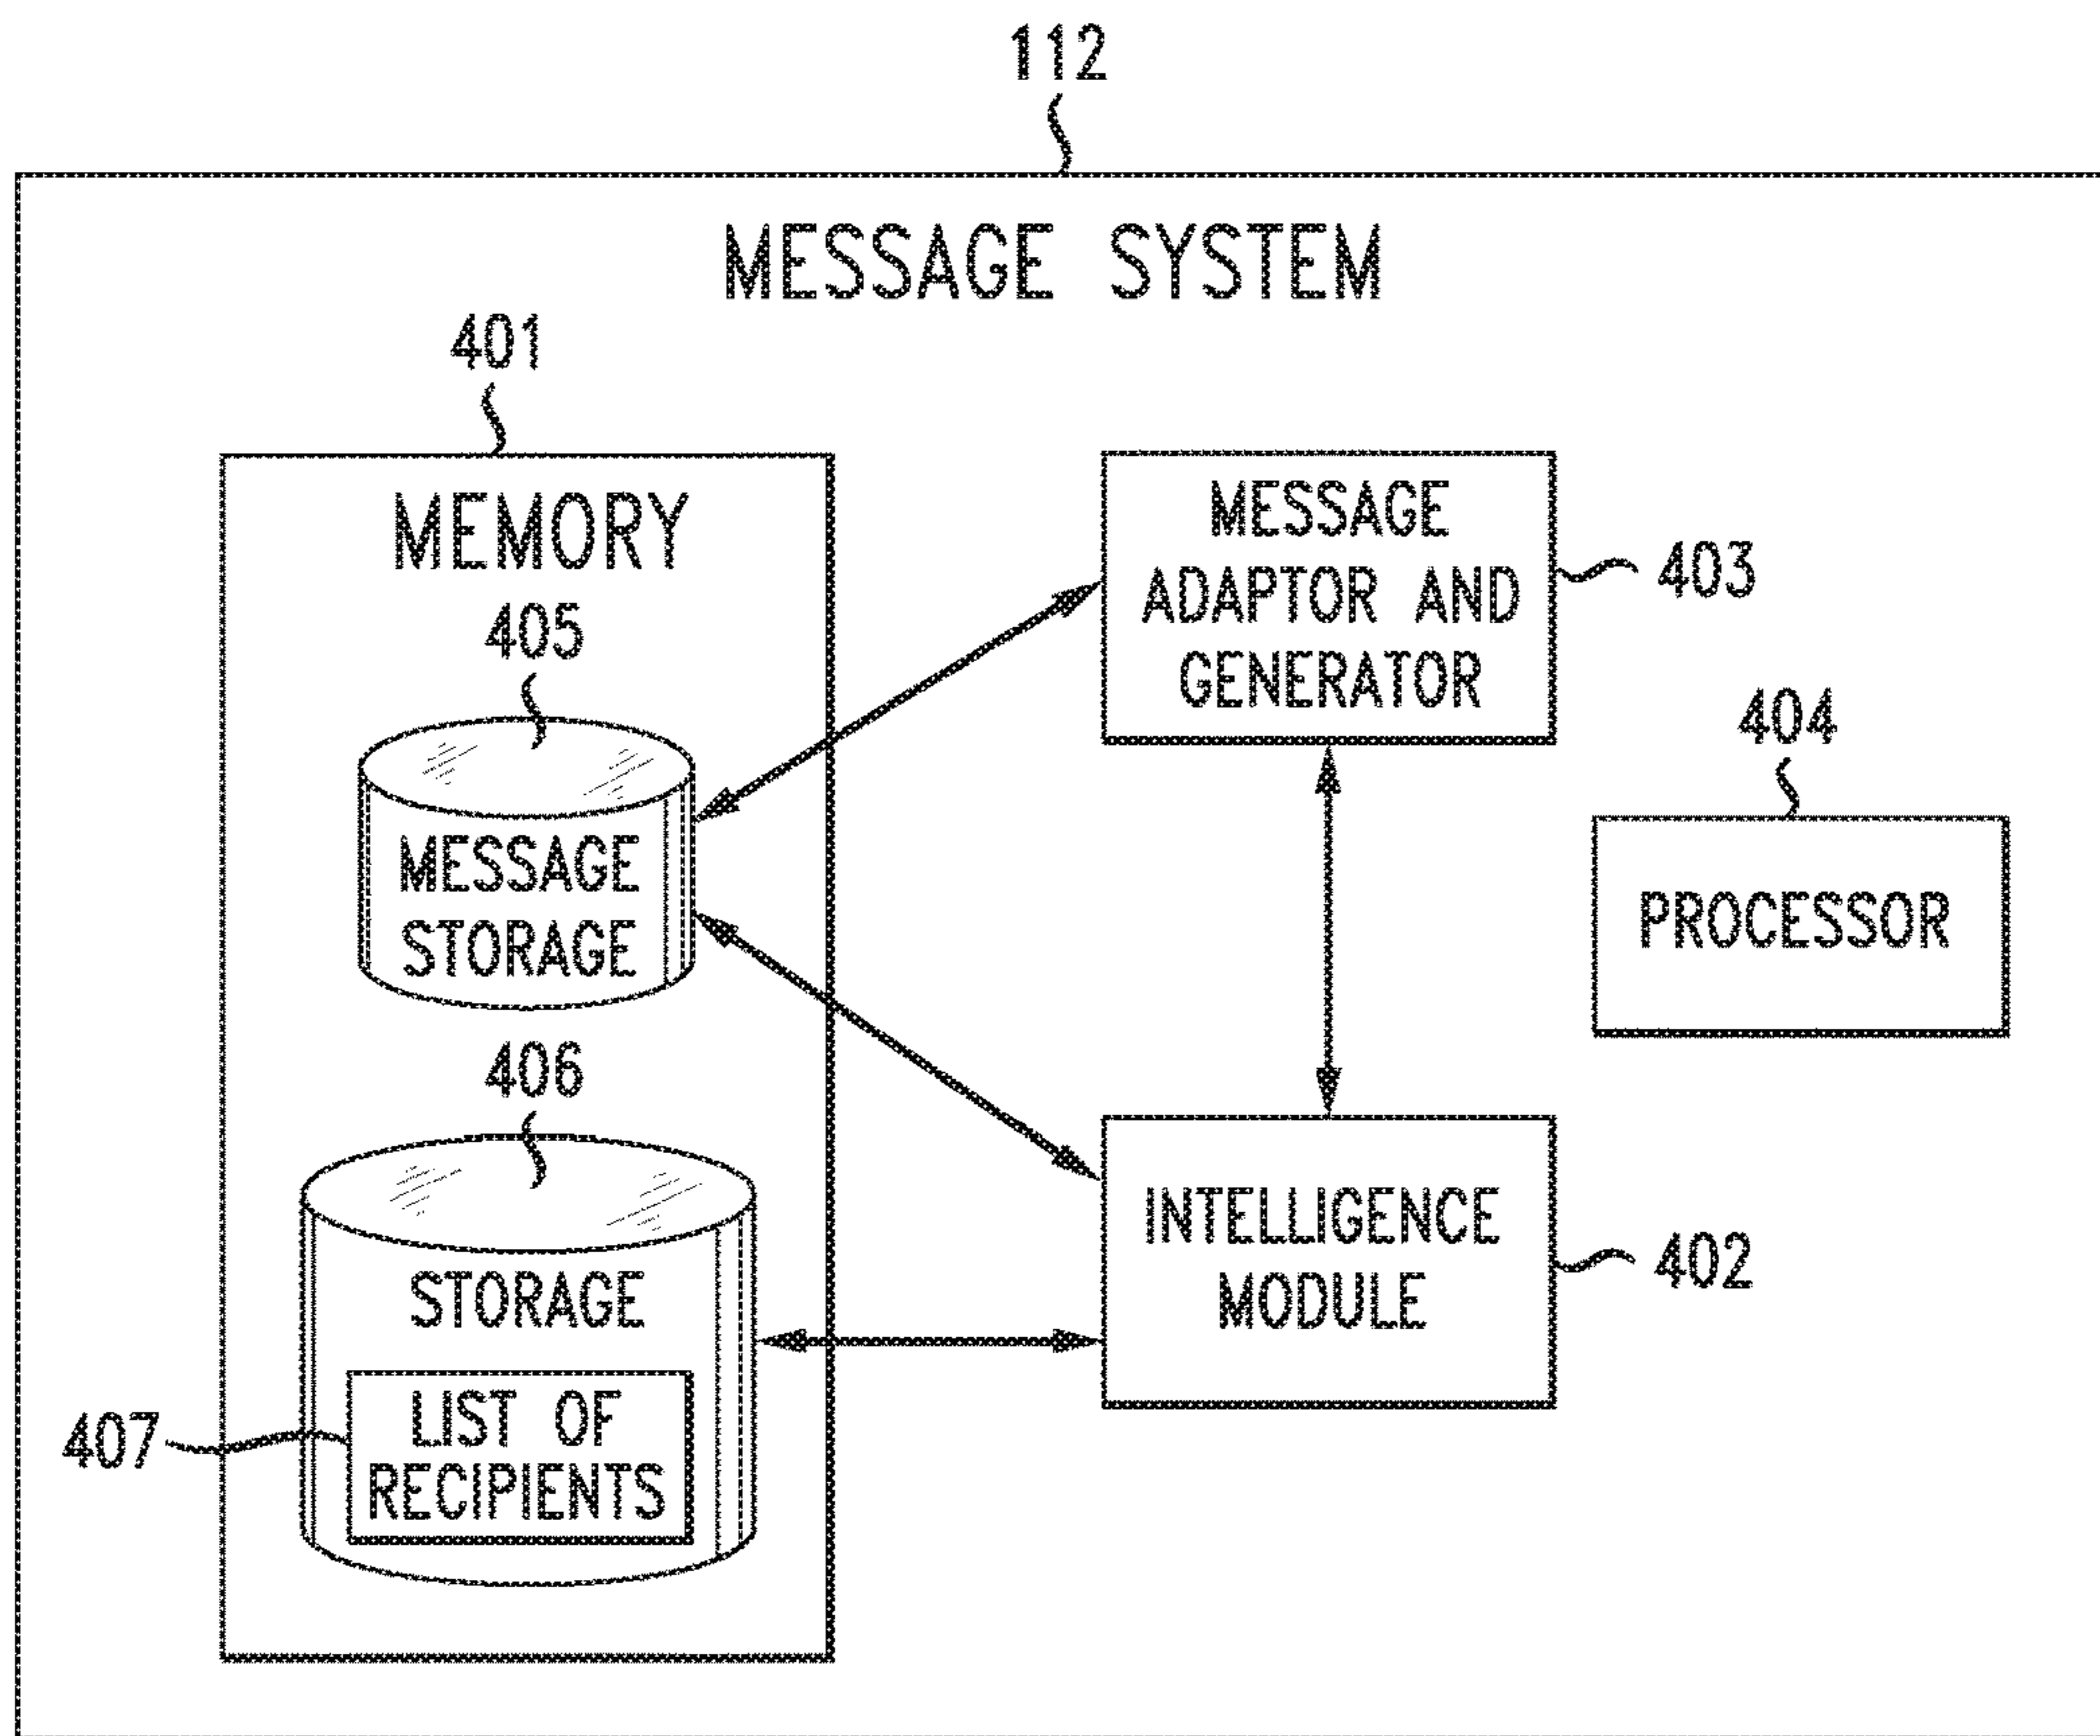 112
MESSAGE SYSTEM
401
MEMORY
405
MESSAGE
STORAGE
406
STORAGE
407
LIST OF
RECIPIENTS
MESSAGE
ADAPTOR AND
GENERATOR
403
404
PROCESSOR
INTELLIGENCE
MODULE
402